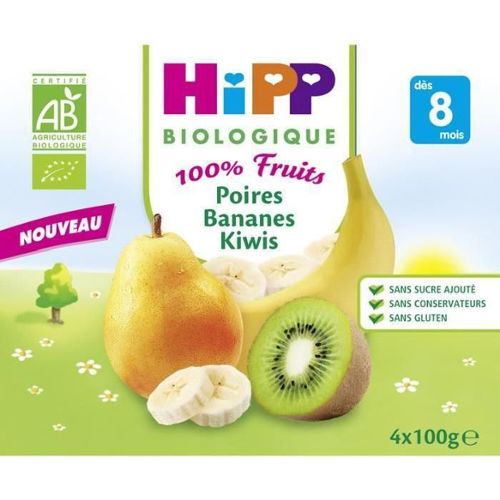 CERTIFIÉ
AB
AGRICULTURE
BIOLOGIQUE
HiPP
BIOLOGIQUE
100% Fruits
Poires
Bananes
Kiwis
dès
8
mois
NOUVEAU
SANS SUCRE AJOUTÉ
SANS CONSERVATEURS
SANS GLUTEN
4x100g℮